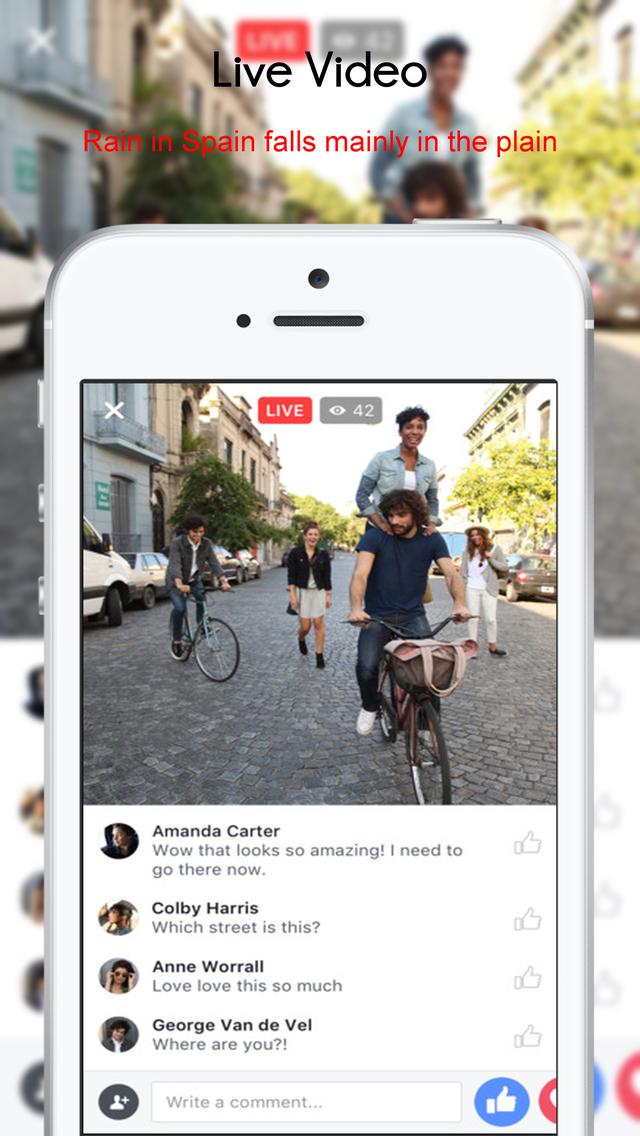 LIVE 42
Live Video
Rain in Spain falls mainly in the plain
LIVE 42
Amanda Carter
Wow that looks so amazing! I need to
go there now.
Colby Harris
Which street is this?
Anne Worrall
Love love this so much
George Van de Vel
Where are you?!
Write a comment...